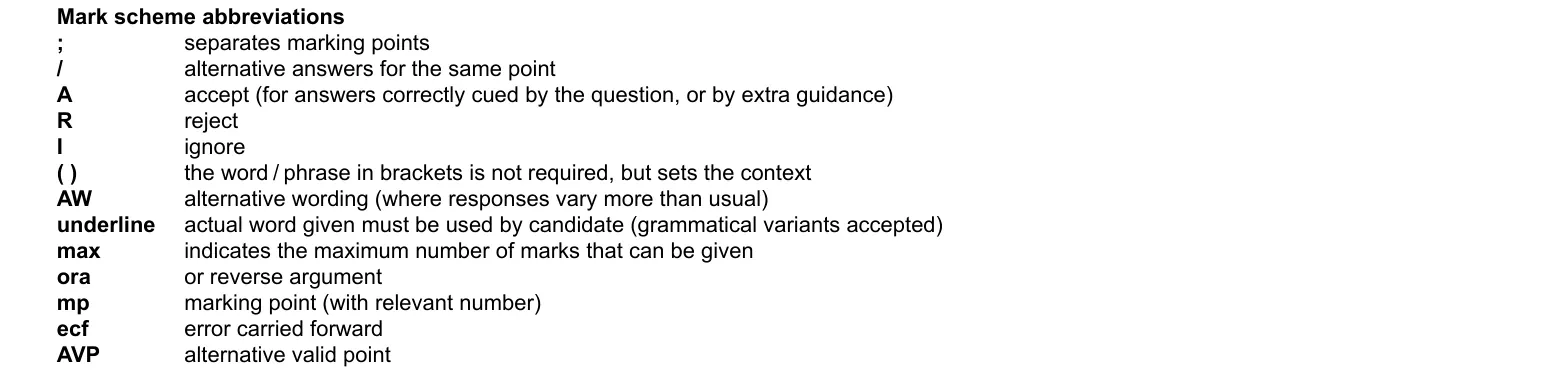 Mark scheme abbreviations
; separates marking points
/ alternative answers for the same point
A accept (for answers correctly cued by the question, or by extra guidance)
R reject
I ignore
( ) the word / phrase in brackets is not required, but sets the context
AW alternative wording (where responses vary more than usual)
underline actual word given must be used by candidate (grammatical variants accepted)
max indicates the maximum number of marks that can be given
ora or reverse argument
mp marking point (with relevant number)
ecf error carried forward
AVP alternative valid point